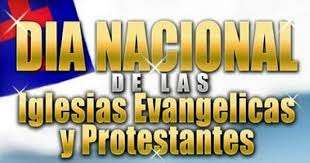 DIA NACIONAL
DE LAS
Iglesias Evangelicas
y Protestantes